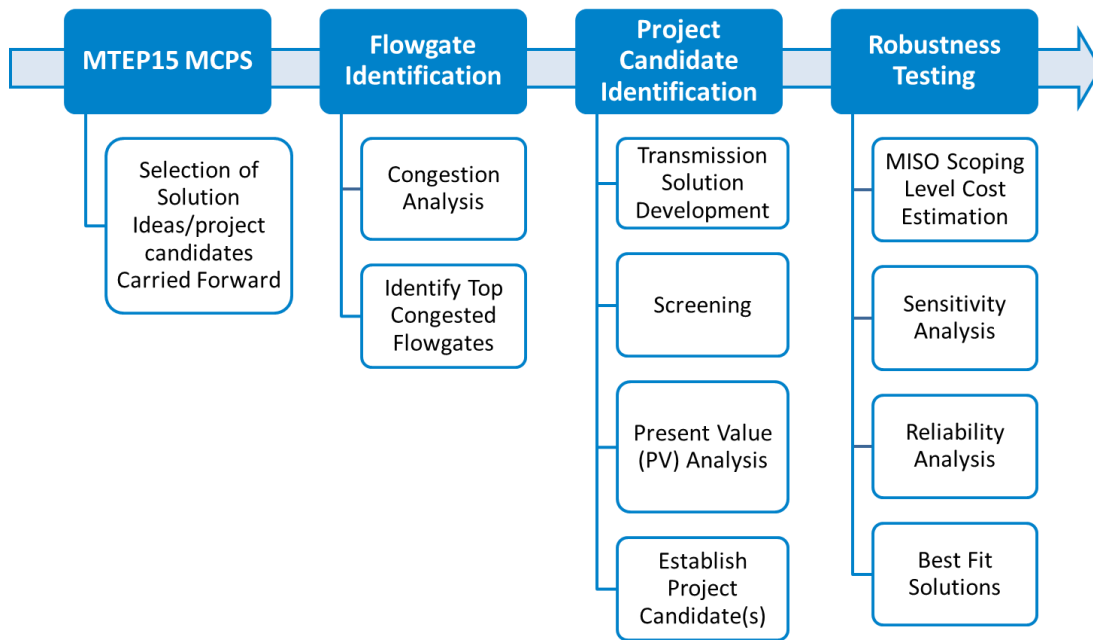 MTEP15 MCPS
Selection of
Solution
Ideas/project
candidates
Carried Forward
Flowgate
Identification
Congestion
Analysis
Identify Top
Congested
Flowgates
Project
Candidate
Identification
Transmission
Solution
Development
Screening
Present Value
(PV) Analysis
Establish
Project
Candidate(s)
Robustness
Testing
MISO Scoping
Level Cost
Estimation
Sensitivity
Analysis
Reliability
Analysis
Best Fit
Solutions